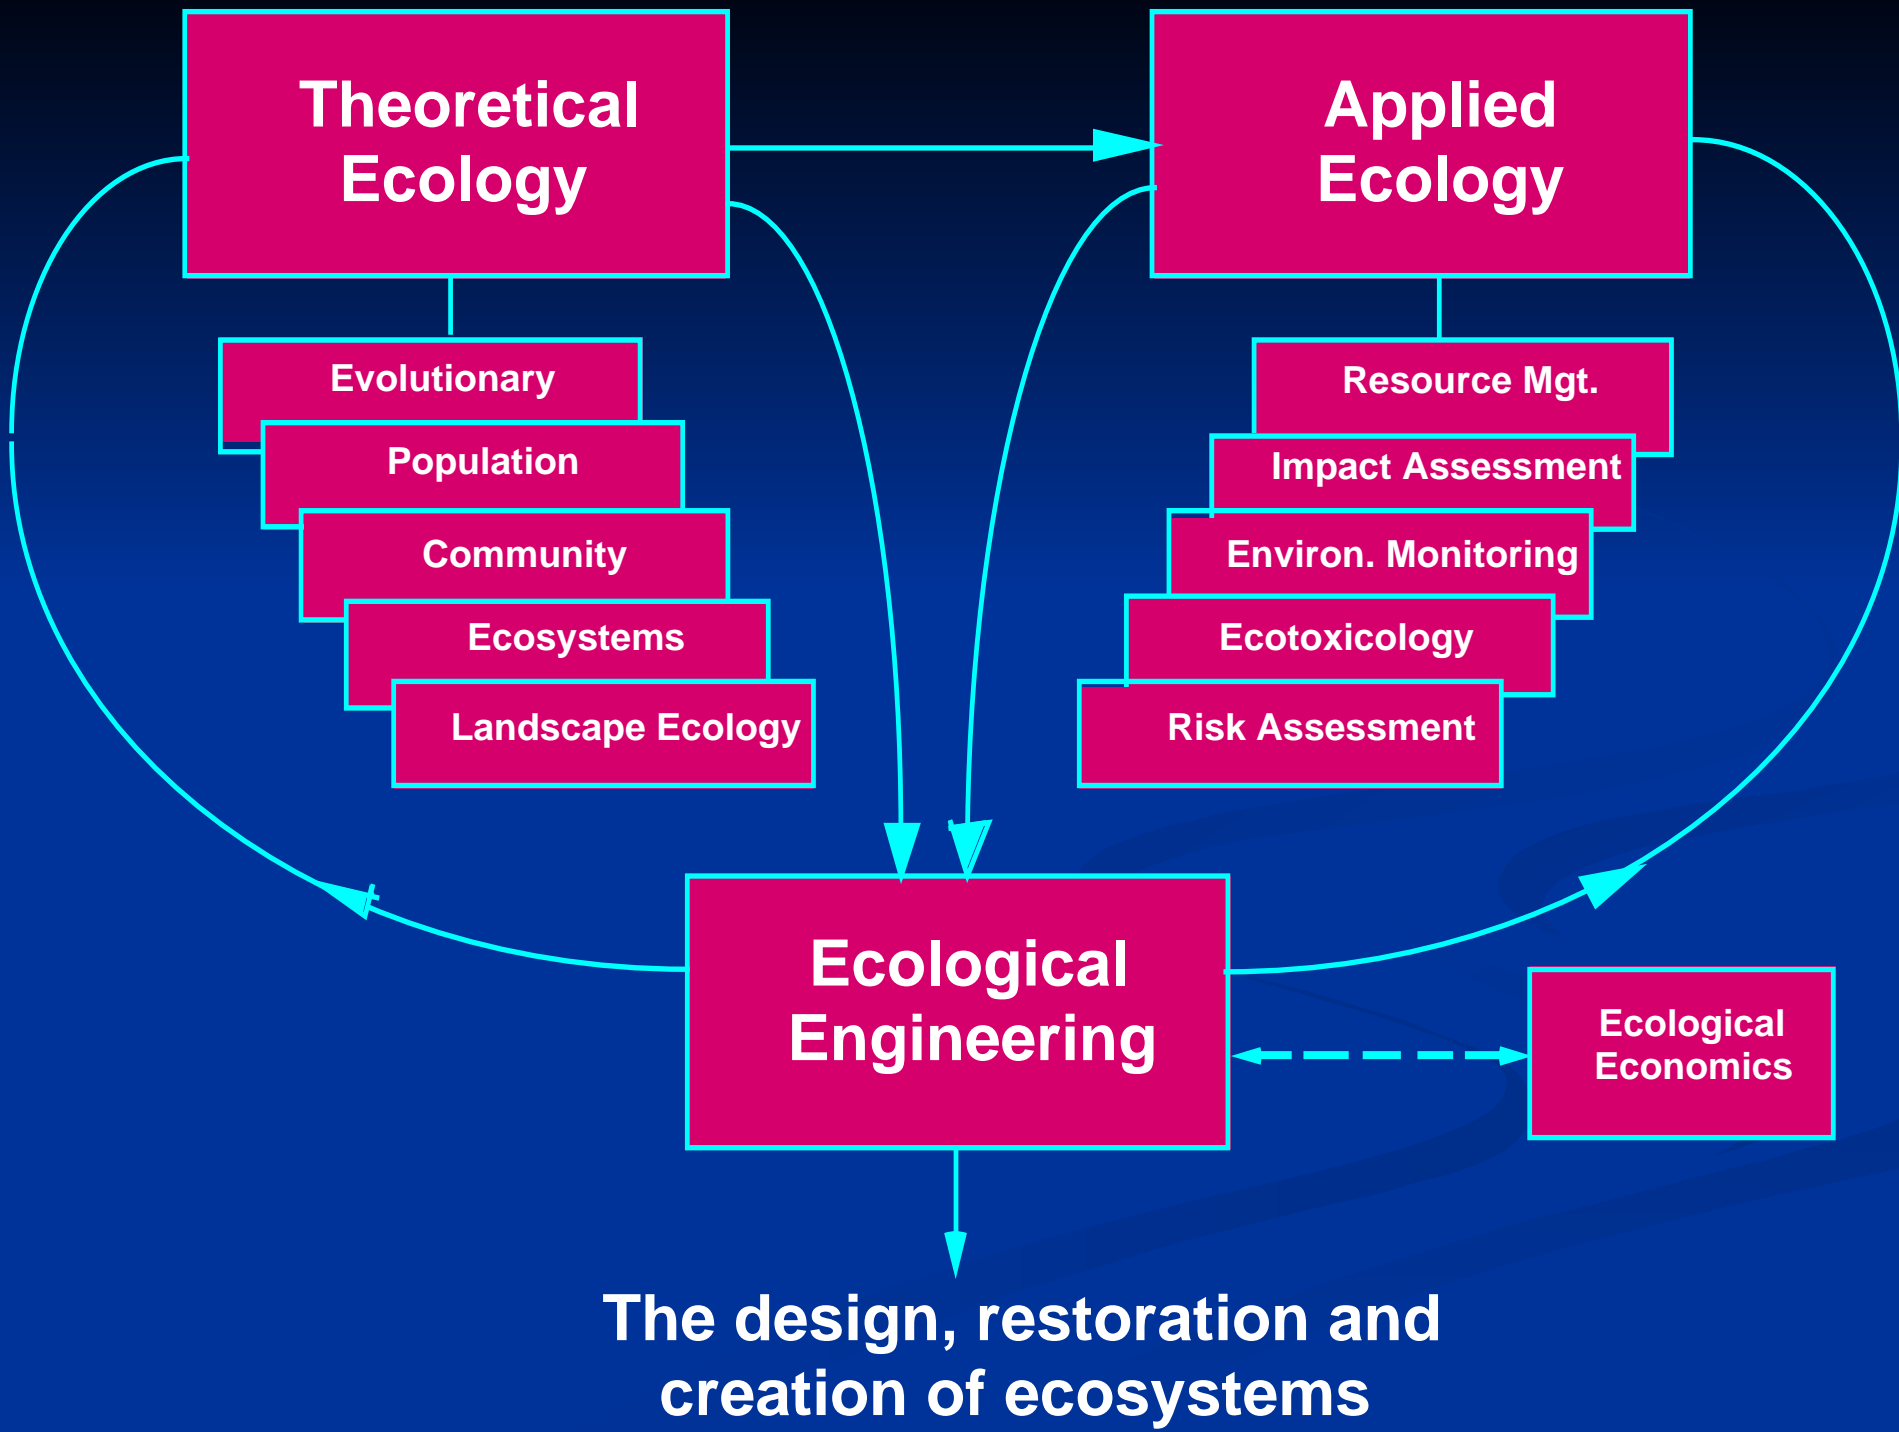 Theoretical
Ecology
Applied
Ecology
Evolutionary
Population
Community
Ecosystems
Landscape Ecology
Resource Mgt.
Impact Assessment
Environ. Monitoring
Ecotoxicology
Risk Assessment
Ecological
Engineering
Ecological
Economics
The design, restoration and
creation of ecosystems